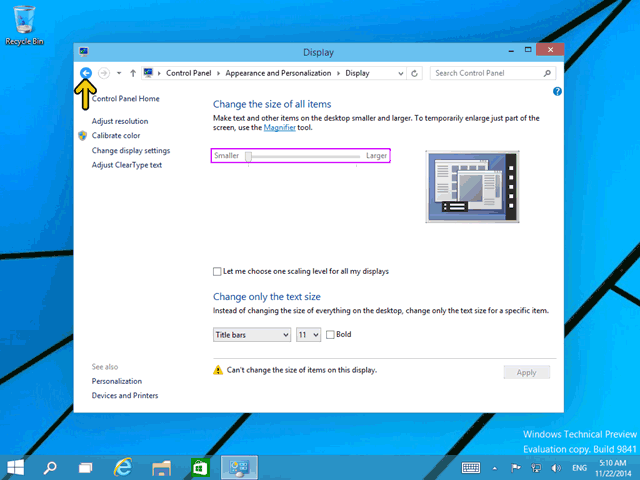 Recycle Bin
Display
Control Panel Appearance and Personalization Display
Search Control Panel
Control Panel Home
Adjust resolution
Calibrate color
Change display settings
Adjust ClearType text
Change the size of all items
Make text and other items on the desktop smaller and larger. To temporarily enlarge just part of the
screen, use the Magnifier tool.
Smaller Larger
Let me choose one scaling level for all my displays
Change only the text size
Instead of changing the size of everything on the desktop, change only the text size for a specific item.
Title bars 11 Bold
Can't change the size of items on this display.
Apply
See also
Personalization
Devices and Printers
Windows Technical Preview
Evaluation copy. Build 9841
ENG
5:10 AM
11/22/2014